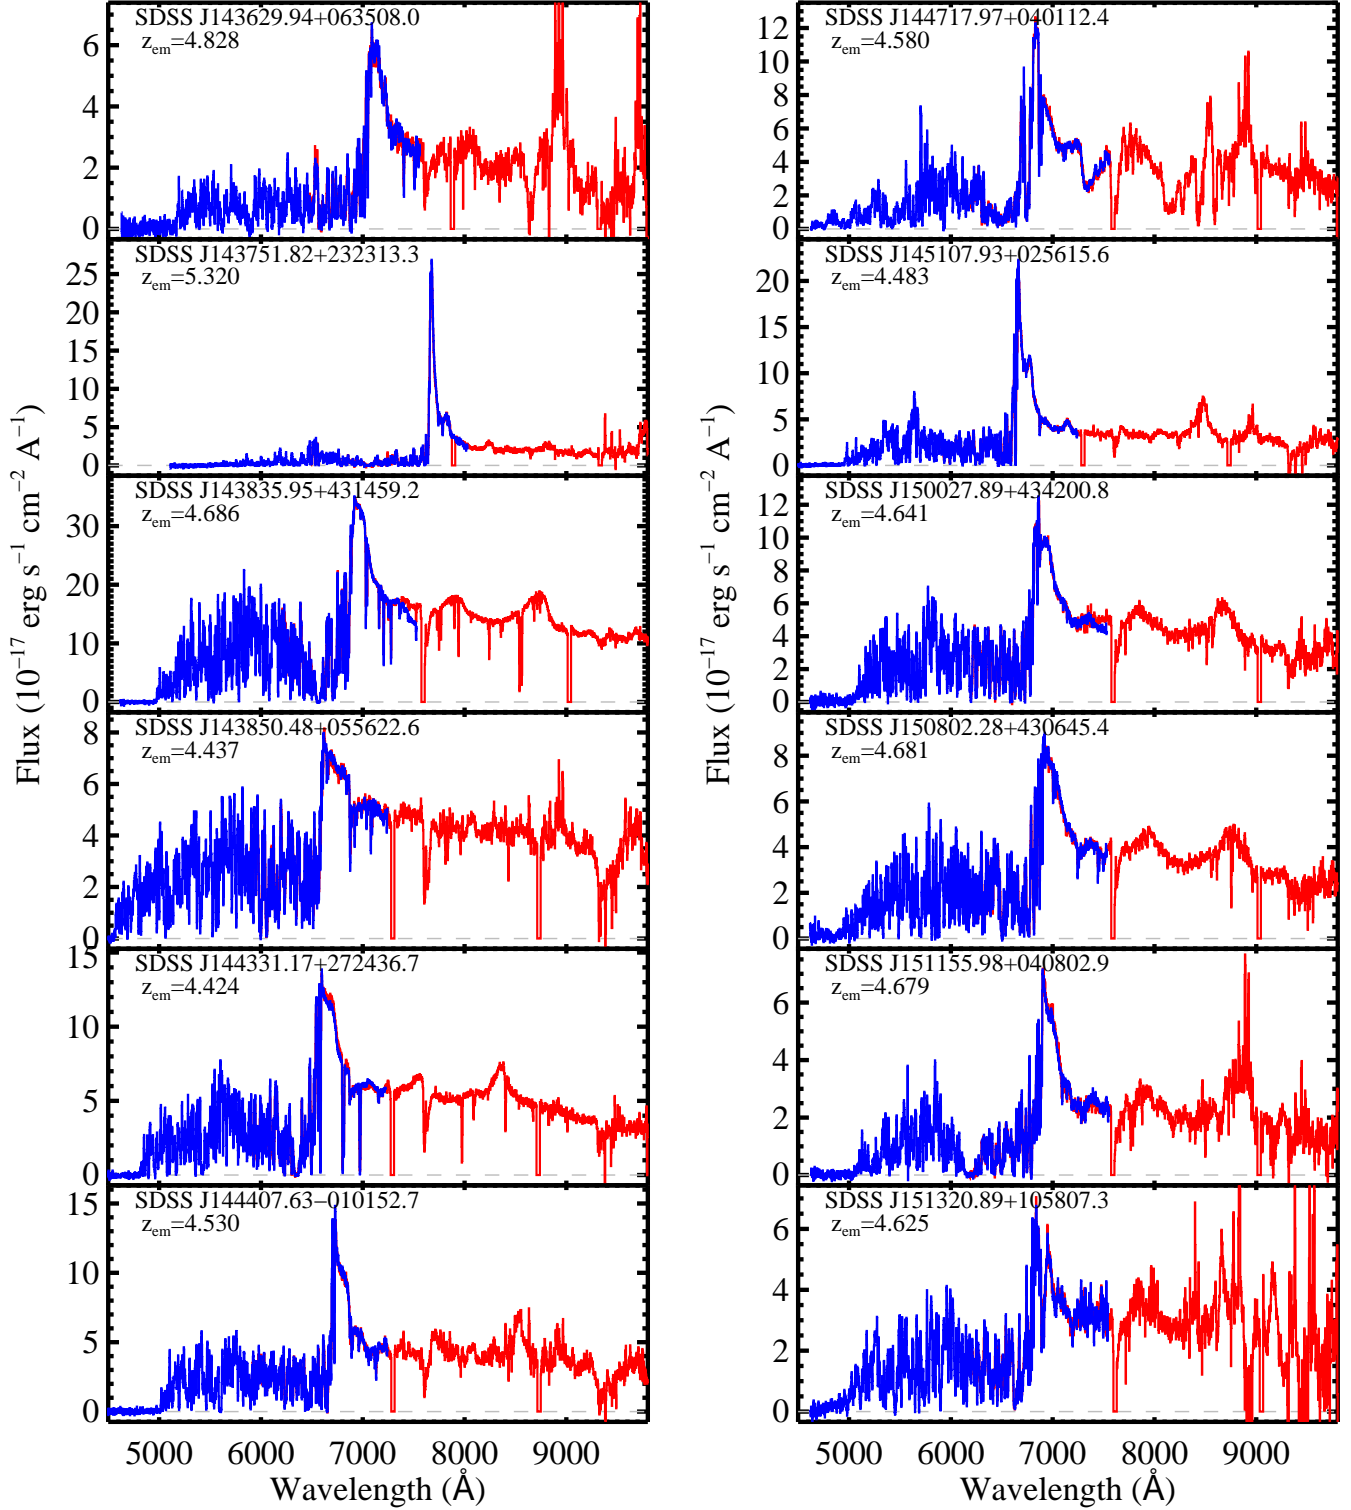 SDSS J143629.94+063508.0
z_em=4.828
6
4
2
0
SDSS J143751.82+232313.3
z_em=5.320
25
20
15
10
5
0
SDSS J143835.95+431459.2
z_em=4.686
30
20
10
0
SDSS J143850.48+055622.6
z_em=4.437
8
6
4
2
0
SDSS J144331.17+272436.7
z_em=4.424
15
10
5
0
SDSS J144407.63−010152.7
z_em=4.530
15
10
5
0
5000 6000 7000 8000 9000
Wavelength (Å)
Flux (10⁻¹⁷ erg s⁻¹ cm⁻² A⁻¹)
SDSS J144717.97+040112.4
z_em=4.580
12
10
8
6
4
2
0
SDSS J145107.93+025615.6
z_em=4.483
20
15
10
5
0
SDSS J150027.89+434200.8
z_em=4.641
12
10
8
6
4
2
0
SDSS J150802.28+430645.4
z_em=4.681
8
6
4
2
0
SDSS J151155.98+040802.9
z_em=4.679
6
4
2
0
SDSS J151320.89+105807.3
z_em=4.625
6
4
2
0
5000 6000 7000 8000 9000
Wavelength (Å)
Flux (10⁻¹⁷ erg s⁻¹ cm⁻² A⁻¹)